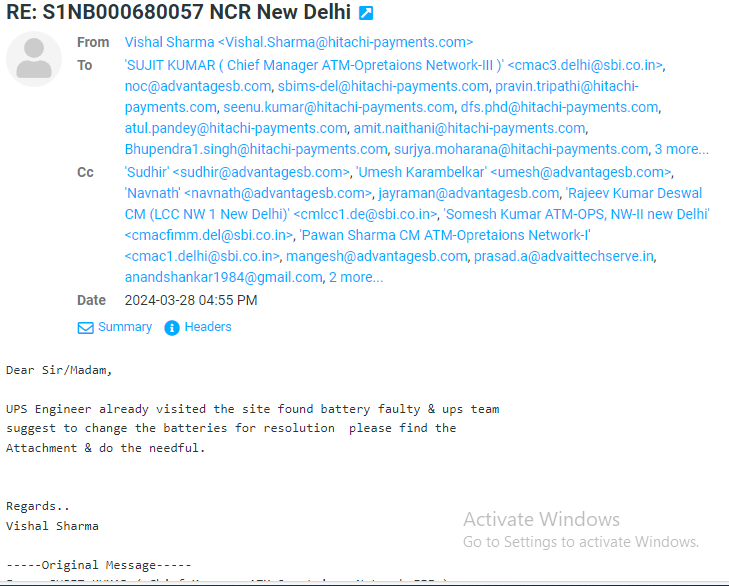 RE: S1NB000680057 NCR New Delhi
From Vishal Sharma <Vishal.Sharma@hitachi-payments.com>
To 'SUJIT KUMAR ( Chief Manager ATM-Opretaions Network-III )' <cmac3.delhi@sbi.co.in>,
noc@advantagesb.com, sbims-del@hitachi-payments.com, pravin.tripathi@hitachi-
payments.com, seenu.kumar@hitachi-payments.com, dfs.phd@hitachi-payments.com,
atul.pandey@hitachi-payments.com, amit.naithani@hitachi-payments.com,
Bhupendra1.singh@hitachi-payments.com, surjya.moharana@hitachi-payments.com, 3 more...
Cc 'Sudhir' <sudhir@advantagesb.com>, 'Umesh Karambelkar' <umesh@advantagesb.com>,
'Navnath' <navnath@advantagesb.com>, jayraman@advantagesb.com, 'Rajeev Kumar Deswal
CM (LCC NW 1 New Delhi)' <cmlcc1.de@sbi.co.in>, 'Somesh Kumar ATM-OPS, NW-II new Delhi'
<cmacfimm.del@sbi.co.in>, 'Pawan Sharma CM ATM-Opretaions Network-I'
<cmac1.delhi@sbi.co.in>, mangesh@advantagesb.com, prasad.a@advaittechserve.in,
anandshankar1984@gmail.com, 2 more...
Date 2024-03-28 04:55 PM
Summary Headers
Dear Sir/Madam,
UPS Engineer already visited the site found battery faulty & ups team
suggest to change the batteries for resolution  please find the
Attachment & do the needful.
Regards..
Vishal Sharma
Activate Windows
Go to Settings to activate Windows.
-----Original Message-----